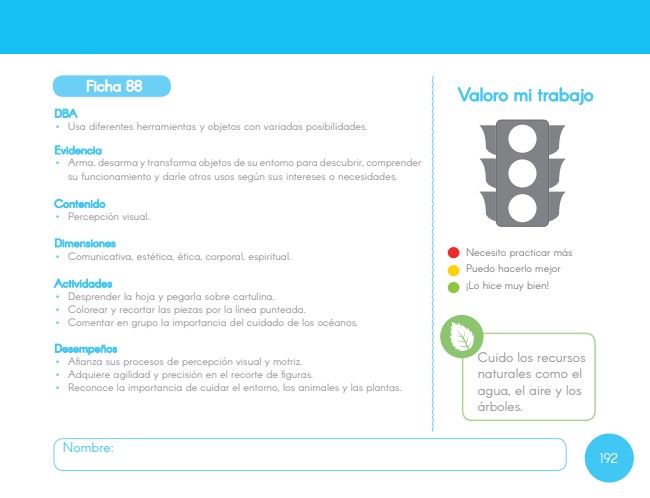 Ficha 88
DBA
• Usa diferentes herramientas y objetos con variadas posibilidades.
Evidencia
• Arma, desarma y transforma objetos de su entorno para descubrir, comprender
su funcionamiento y darle otros usos según sus intereses o necesidades.
Contenido
• Percepción visual.
Dimensiones
• Comunicativa, estética, ética, corporal, espiritual.
Actividades
• Desprender la hoja y pegarla sobre cartulina.
• Colorear y recortar las piezas por la línea punteada.
• Comentar en grupo la importancia del cuidado de los océanos.
Desempeños
• Afianza sus procesos de percepción visual y motriz.
• Adquiere agilidad y precisión en el recorte de figuras.
• Reconoce la importancia de cuidar el entorno, los animales y las plantas.
Valoro mi trabajo
Necesito practicar más
Puedo hacerlo mejor
¡Lo hice muy bien!
Cuido los recursos
naturales como el
agua, el aire y los
árboles.
Nombre:
192